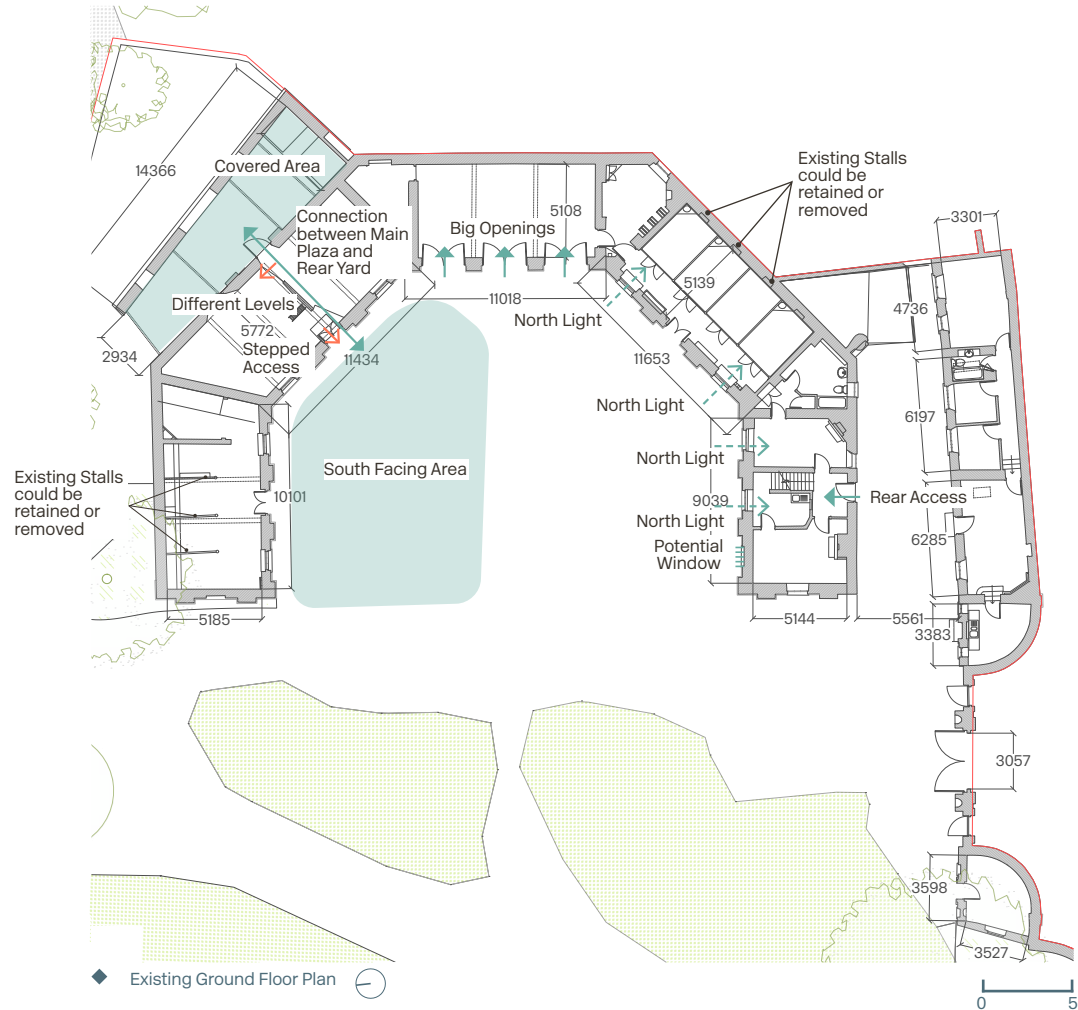 Covered Area
14366
Connection
between Main
Plaza and
Rear Yard
5108
Big Openings
Existing Stalls
could be
retained or
removed
3301
5139
4736
Different Levels
11018
North Light
5772
Stepped
Access
2934
11434
11653
North Light
6197
South Facing Area
North Light
Existing Stalls
could be
retained or
removed
10101
9039
Rear Access
North Light
6285
Potential
Window
5185
5144
5561
3383
3057
3598
3527
Existing Ground Floor Plan
0
5